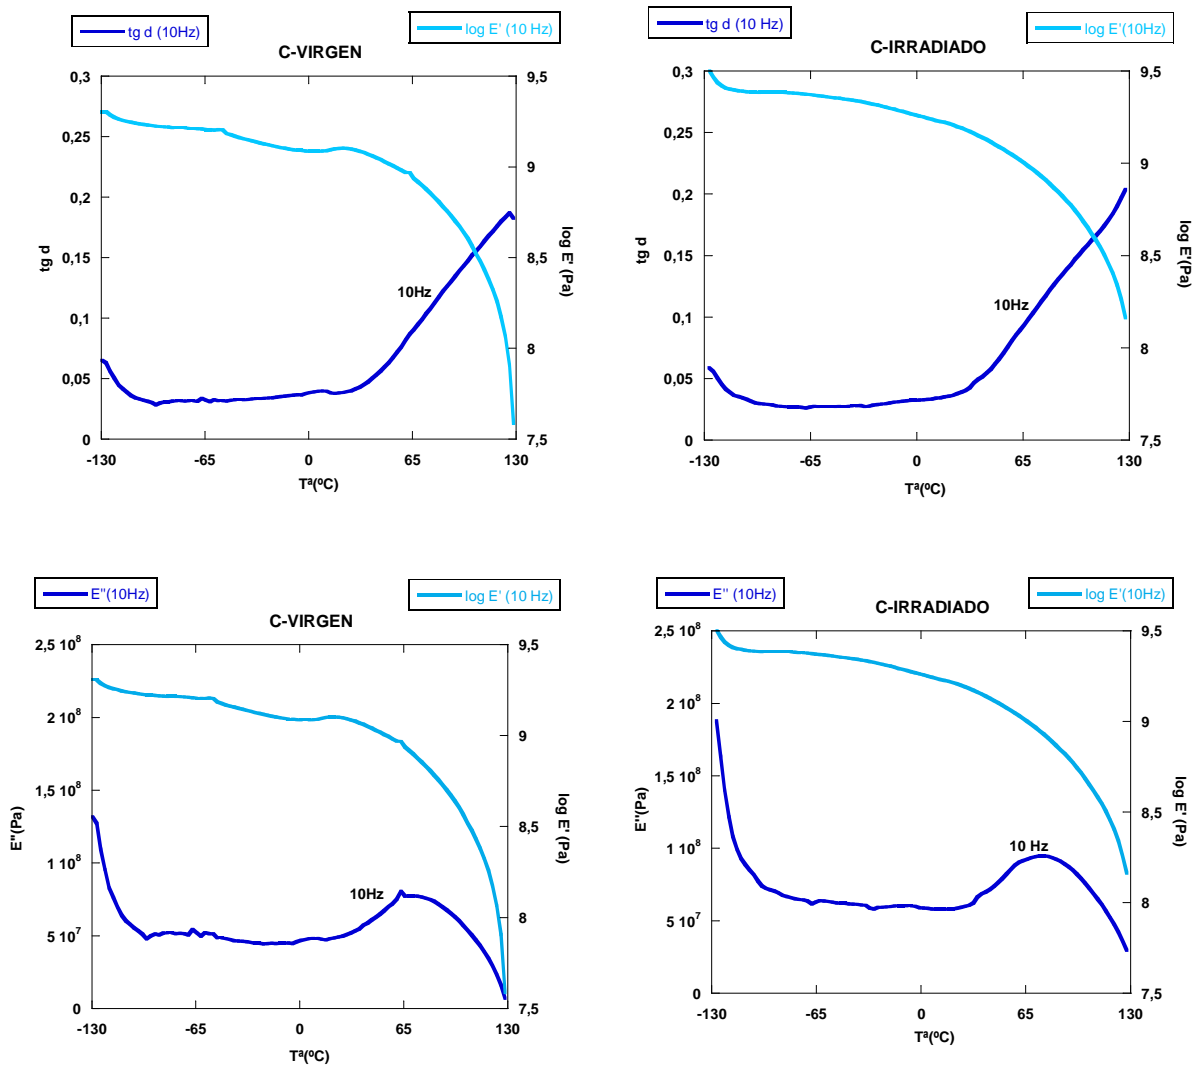 tg d (10Hz)
log E' (10 Hz)
C-VIRGEN
0,3
0,25
0,2
0,15
0,1
0,05
0
9,5
9
8,5
8
7,5
tg d
log E' (Pa)
10Hz
-130
-65
0
65
130
Tª(ºC)
tg d (10 Hz)
log E'(10Hz)
C-IRRADIADO
0,3
0,25
0,2
0,15
0,1
0,05
0
9,5
9
8,5
8
7,5
tg d
log E'(Pa)
10Hz
-130
-65
0
65
130
Tª(ºC)
E"(10Hz)
log E' (10 Hz)
C-VIRGEN
2,5 10⁸
2 10⁸
1,5 10⁸
1 10⁸
5 10⁷
0
9,5
9
8,5
8
7,5
E"(Pa)
log E' (Pa)
10Hz
-130
-65
0
65
130
Tª(ºC)
E" (10Hz)
log E'(10Hz)
C-IRRADIADO
2,5 10⁸
2 10⁸
1,5 10⁸
1 10⁸
5 10⁷
0
9,5
9
8,5
8
7,5
E"(Pa)
log E' (Pa)
10 Hz
-130
-65
0
65
130
Tª(ºC)